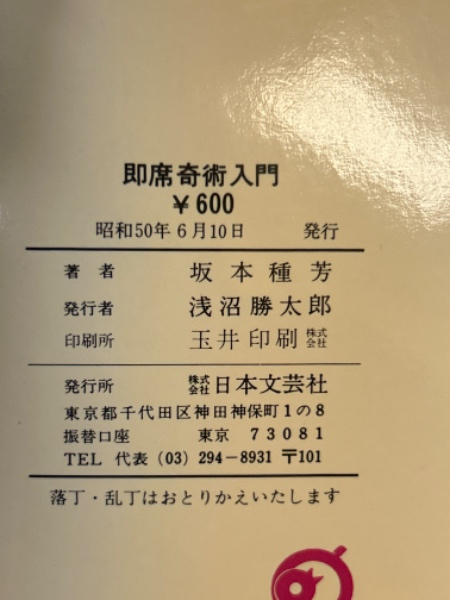 即席奇術入門
￥600
昭和50年6月10日 発行
著者 坂本種芳
発行者 浅沼勝太郎
印刷所 玉井印刷株式会社
発行所 株式会社日本文芸社
東京都千代田区神田神保町1の8
振替口座 東京 73081
TEL 代表 (03) 294－8931 〒101
落丁・乱丁はおとりかえいたします